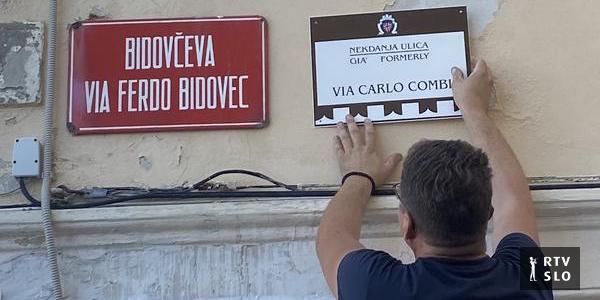 BIDOVČEVA
VIA FERDO BIDOVEC
NEKDANJA ULICA
GIA' FORMERLY
VIA CARLO COMBI
RTV
SLO